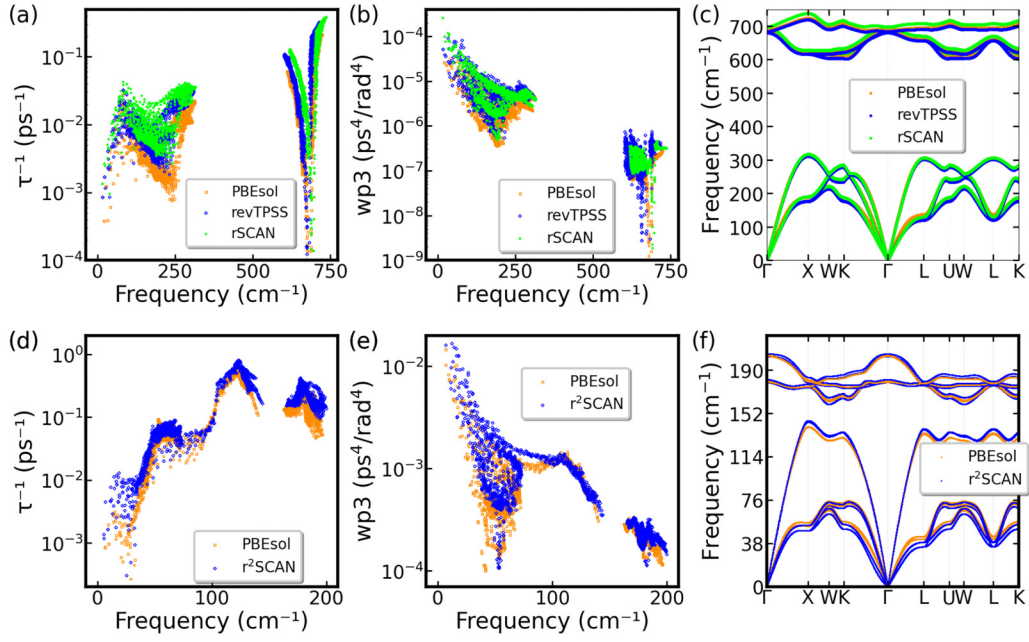 (a)
τ⁻¹ (ps⁻¹)
10⁻¹
10⁻²
10⁻³
10⁻⁴
PBEsol
revTPSS
rSCAN
0 250 500 750
Frequency (cm⁻¹)
(b)
wp3 (ps⁴/rad⁴)
10⁻⁴
10⁻⁵
10⁻⁶
10⁻⁷
10⁻⁸
10⁻⁹
PBEsol
revTPSS
rSCAN
0 250 500 750
Frequency (cm⁻¹)
(c)
Frequency (cm⁻¹)
700
600
500
400
300
200
100
0
PBEsol
revTPSS
rSCAN
Γ X W K Γ L U W L K
(d)
τ⁻¹ (ps⁻¹)
10⁰
10⁻¹
10⁻²
10⁻³
PBEsol
r²SCAN
0 100 200
Frequency (cm⁻¹)
(e)
wp3 (ps⁴/rad⁴)
10⁻²
10⁻³
10⁻⁴
PBEsol
r²SCAN
0 100 200
Frequency (cm⁻¹)
(f)
Frequency (cm⁻¹)
190
152
114
76
38
0
PBEsol
r²SCAN
Γ X W K Γ L U W L K